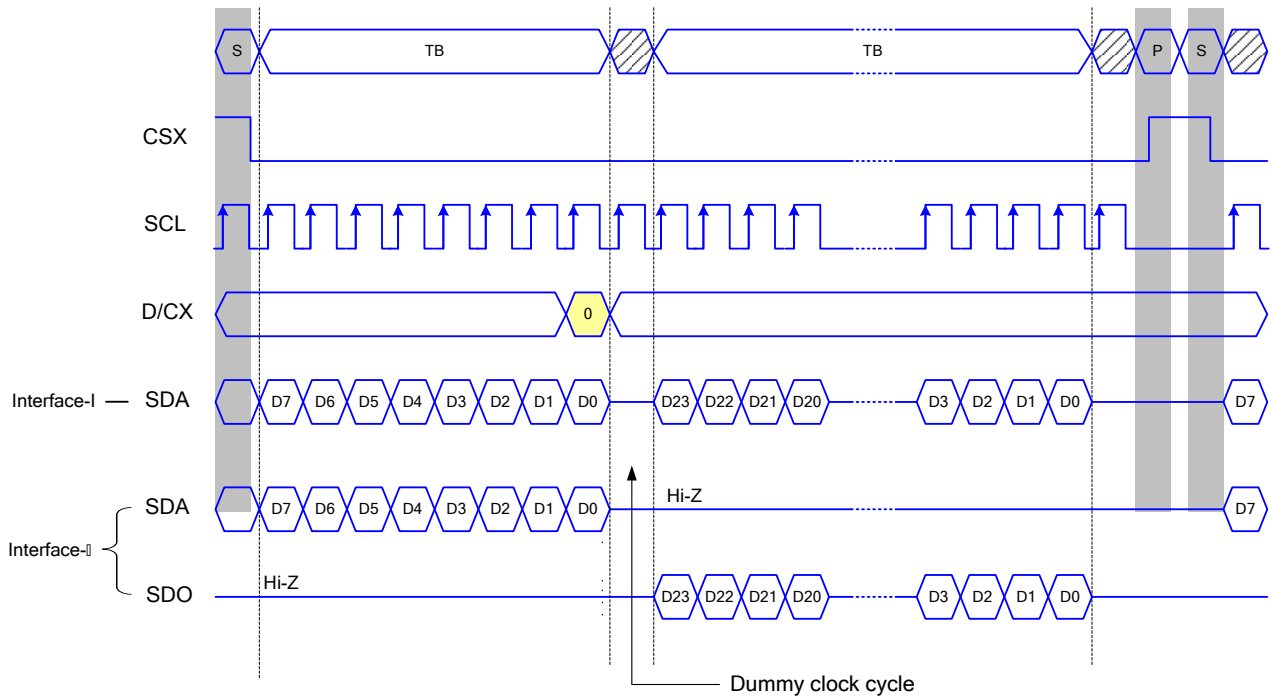 S TB TB P S
CSX
SCL
D/CX 0
Interface-I SDA D7 D6 D5 D4 D3 D2 D1 D0 D23 D22 D21 D20 D3 D2 D1 D0 D7
Hi-Z
SDA D7 D6 D5 D4 D3 D2 D1 D0 D7
Interface-
Hi-Z
SDO D23 D22 D21 D20 D3 D2 D1 D0
Dummy clock cycle